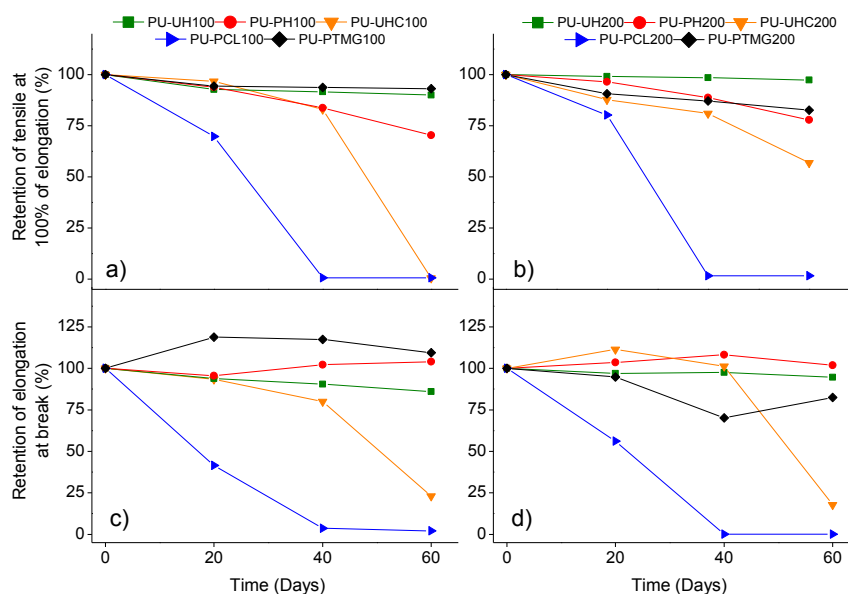 PU-UH100 PU-PH100 PU-UHC100
PU-PCL100 PU-PTMG100
PU-UH200 PU-PH200 PU-UHC200
PU-PCL200 PU-PTMG200
Retention of tensile at
100% of elongation (%)
100
75
50
25
0
a)
b)
Retention of elongation
at break (%)
125
100
75
50
25
0
c)
d)
0 20 40 60
0 20 40 60
Time (Days)
Time (Days)